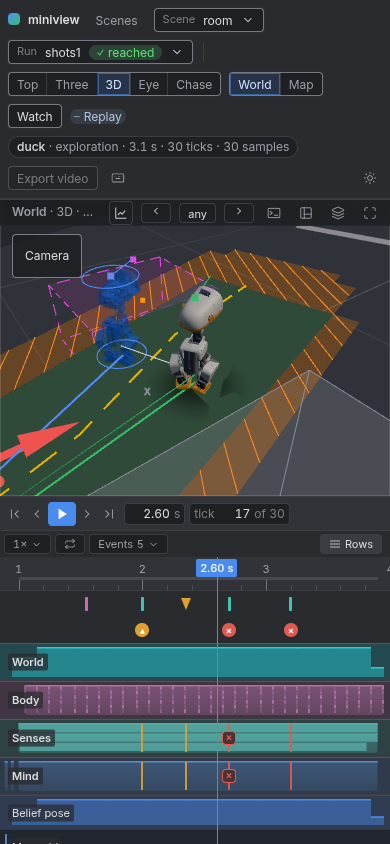 miniview Scenes Scene room
Run shots1 ✓ reached
Top Three 3D Eye Chase World Map
Watch – Replay
duck · exploration · 3.1 s · 30 ticks · 30 samples
Export video
World · 3D · ... any
Camera
x
2.60 s tick 17 of 30
1× Events 5 Rows
1 2 2.60 s 3 4
World
Body
Senses
Mind
Belief pose